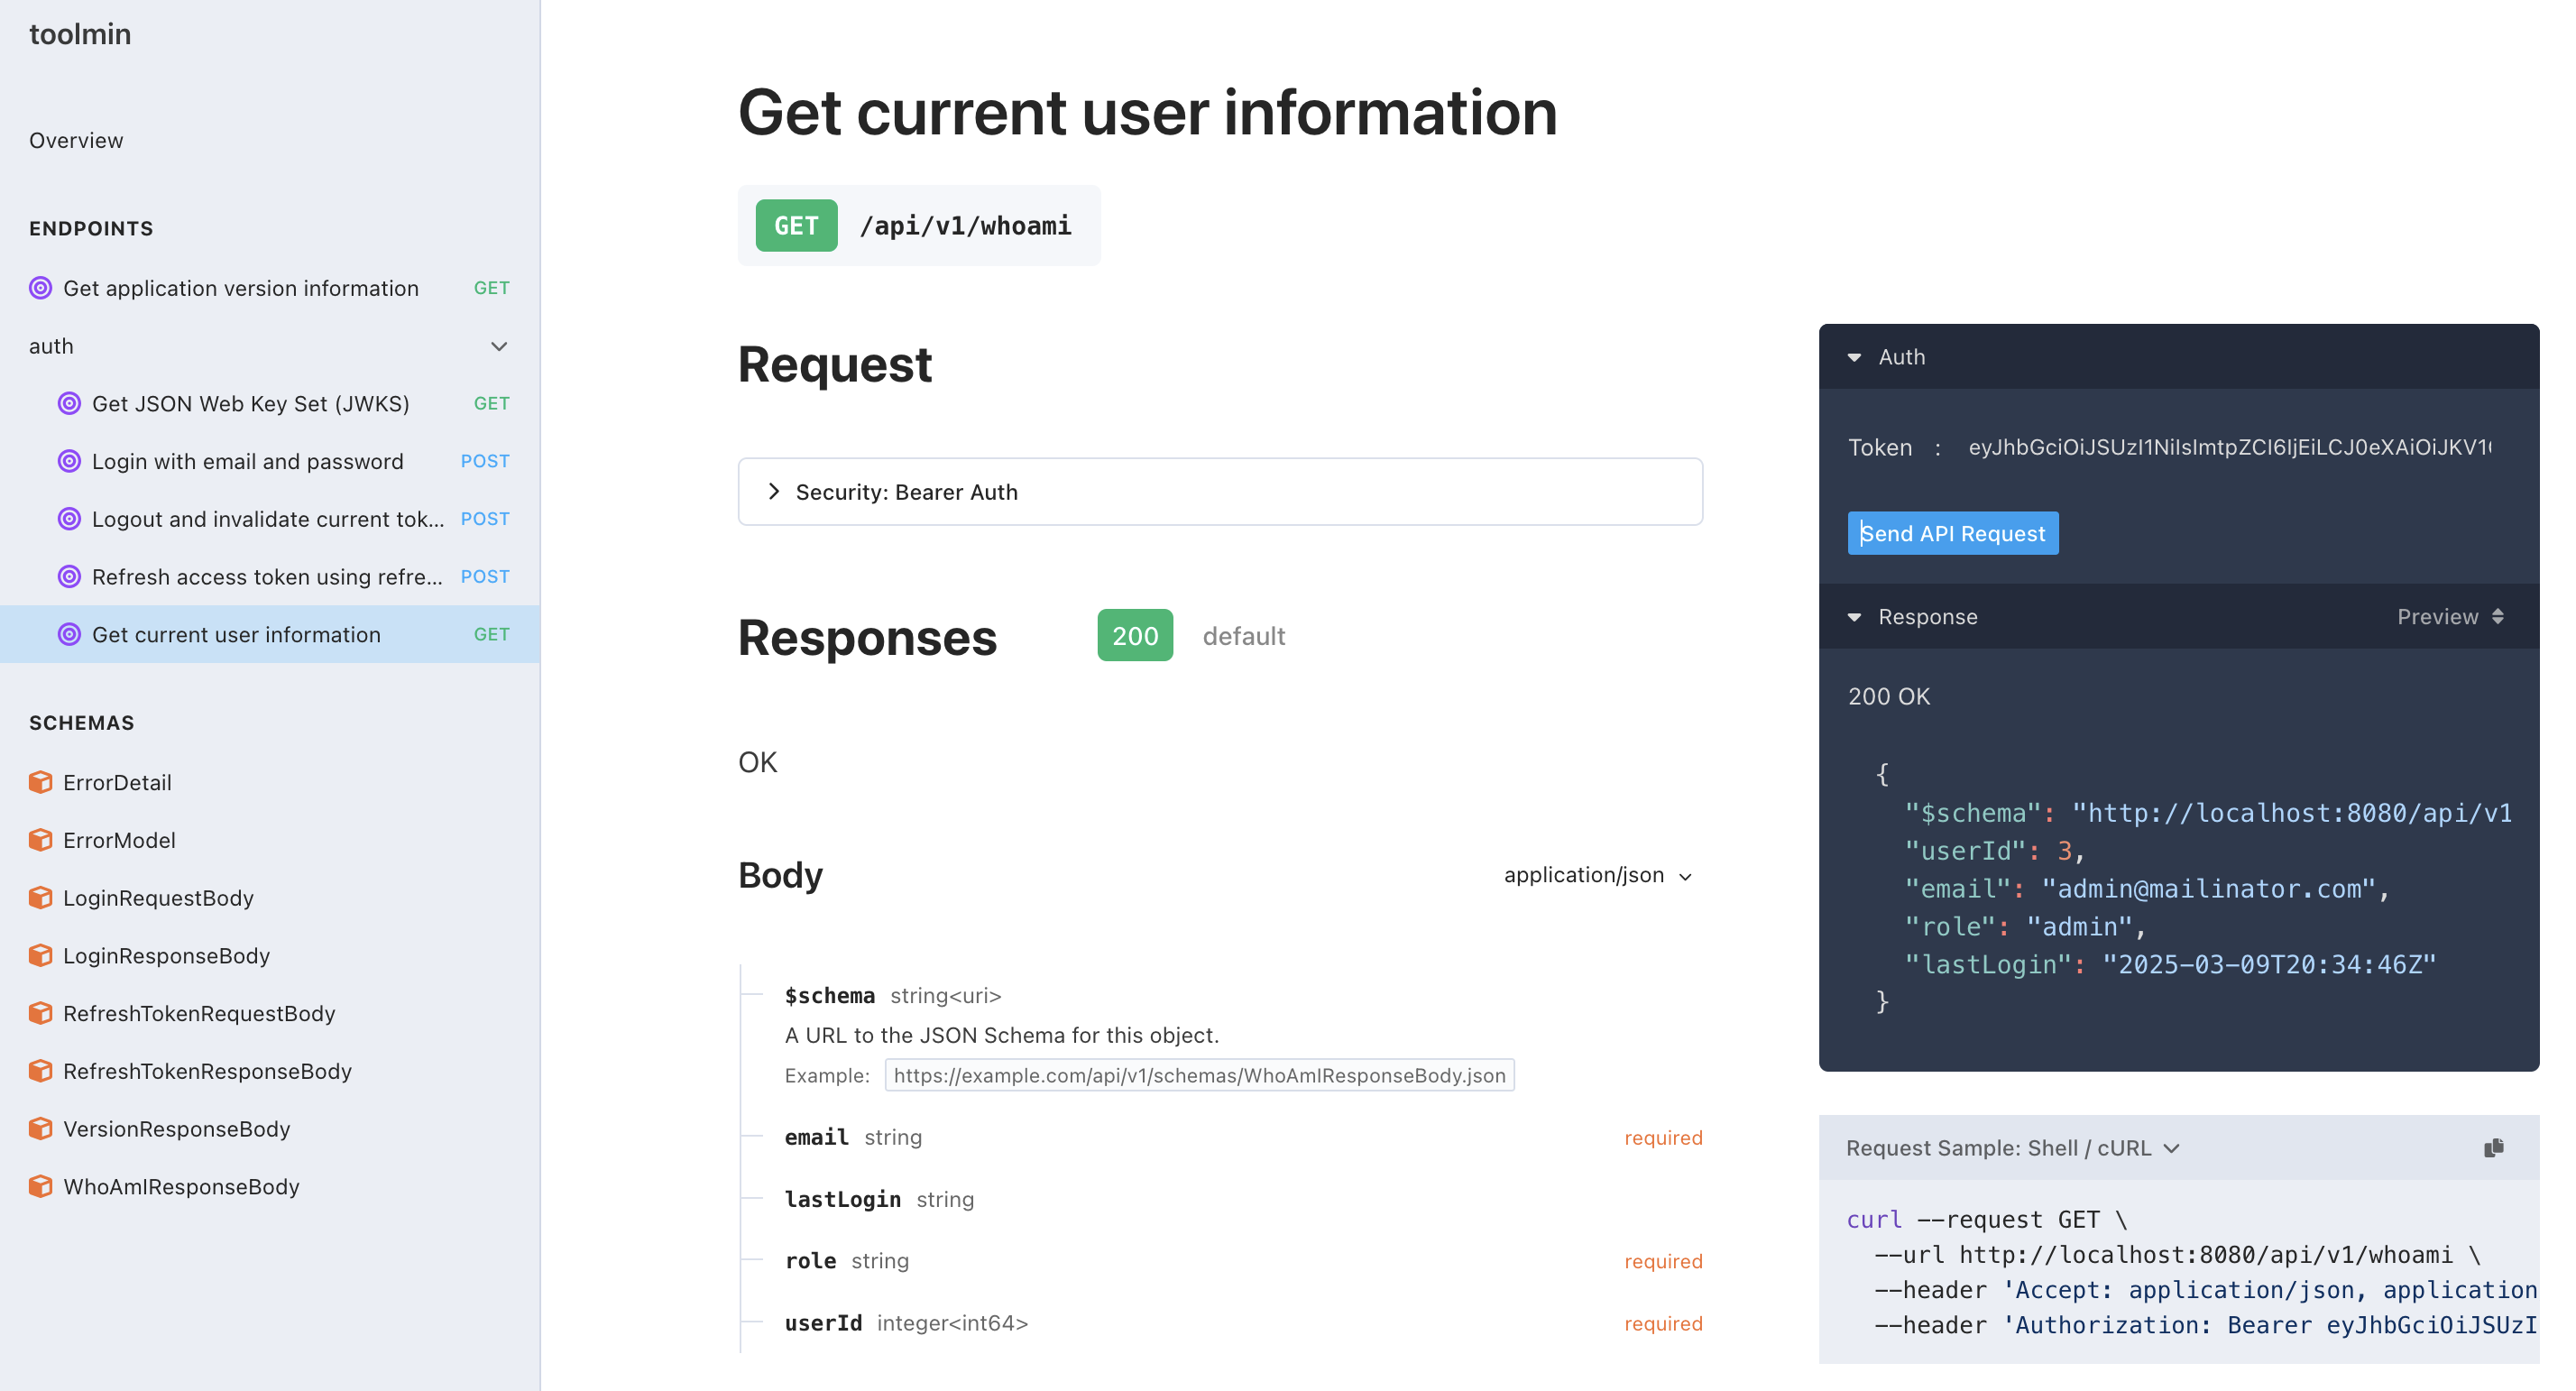 toolmin
Overview
ENDPOINTS
Get application version information GET
auth
Get JSON Web Key Set (JWKS) GET
Login with email and password POST
Logout and invalidate current tok... POST
Refresh access token using refre... POST
Get current user information GET
SCHEMAS
ErrorDetail
ErrorModel
LoginRequestBody
LoginResponseBody
RefreshTokenRequestBody
RefreshTokenResponseBody
VersionResponseBody
WhoAmIResponseBody
Get current user information
GET /api/v1/whoami
Request
Security: Bearer Auth
Responses 200 default
OK
Body application/json
$schema string<uri>
A URL to the JSON Schema for this object.
Example: https://example.com/api/v1/schemas/WhoAmIResponseBody.json
email string required
lastLogin string
role string required
userId integer<int64> required
Auth
Token : eyJhbGciOiJSUzI1NiIsImtpZCI6IjEiLCJ0eXAiOiJKV1
Send API Request
Response Preview
200 OK
{
"$schema": "http://localhost:8080/api/v1
"userId": 3,
"email": "admin@mailinator.com",
"role": "admin",
"lastLogin": "2025-03-09T20:34:46Z"
}
Request Sample: Shell / cURL
curl --request GET \
--url http://localhost:8080/api/v1/whoami \
--header 'Accept: application/json, application
--header 'Authorization: Bearer eyJhbGciOiJSUzI